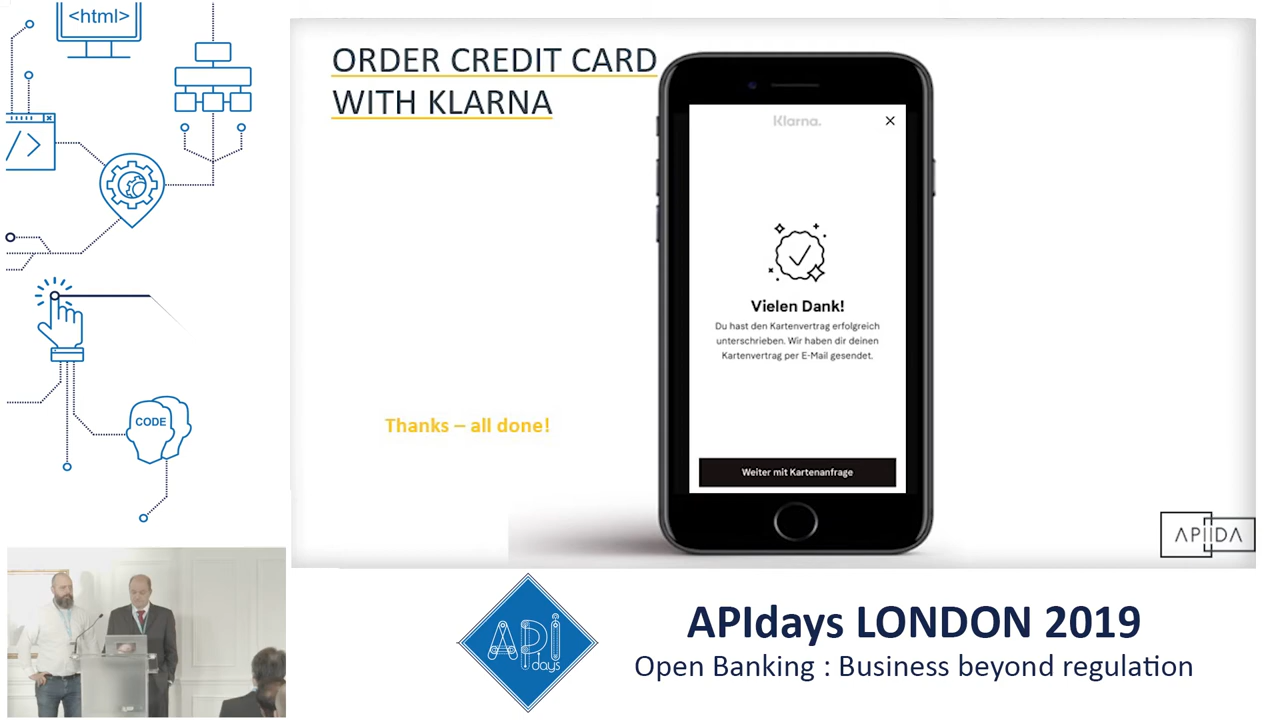 <html>
</>
CODE
ORDER CREDIT CARD
WITH KLARNA
Klarna.
Vielen Dank!
Du hast den Kartenvertrag erfolgreich
unterschrieben. Wir haben dir deinen
Kartenvertrag per E-Mail gesendet.
Thanks – all done!
Weiter mit Kartenanfrage
APIIDA
API
days
APIdays LONDON 2019
Open Banking : Business beyond regulation